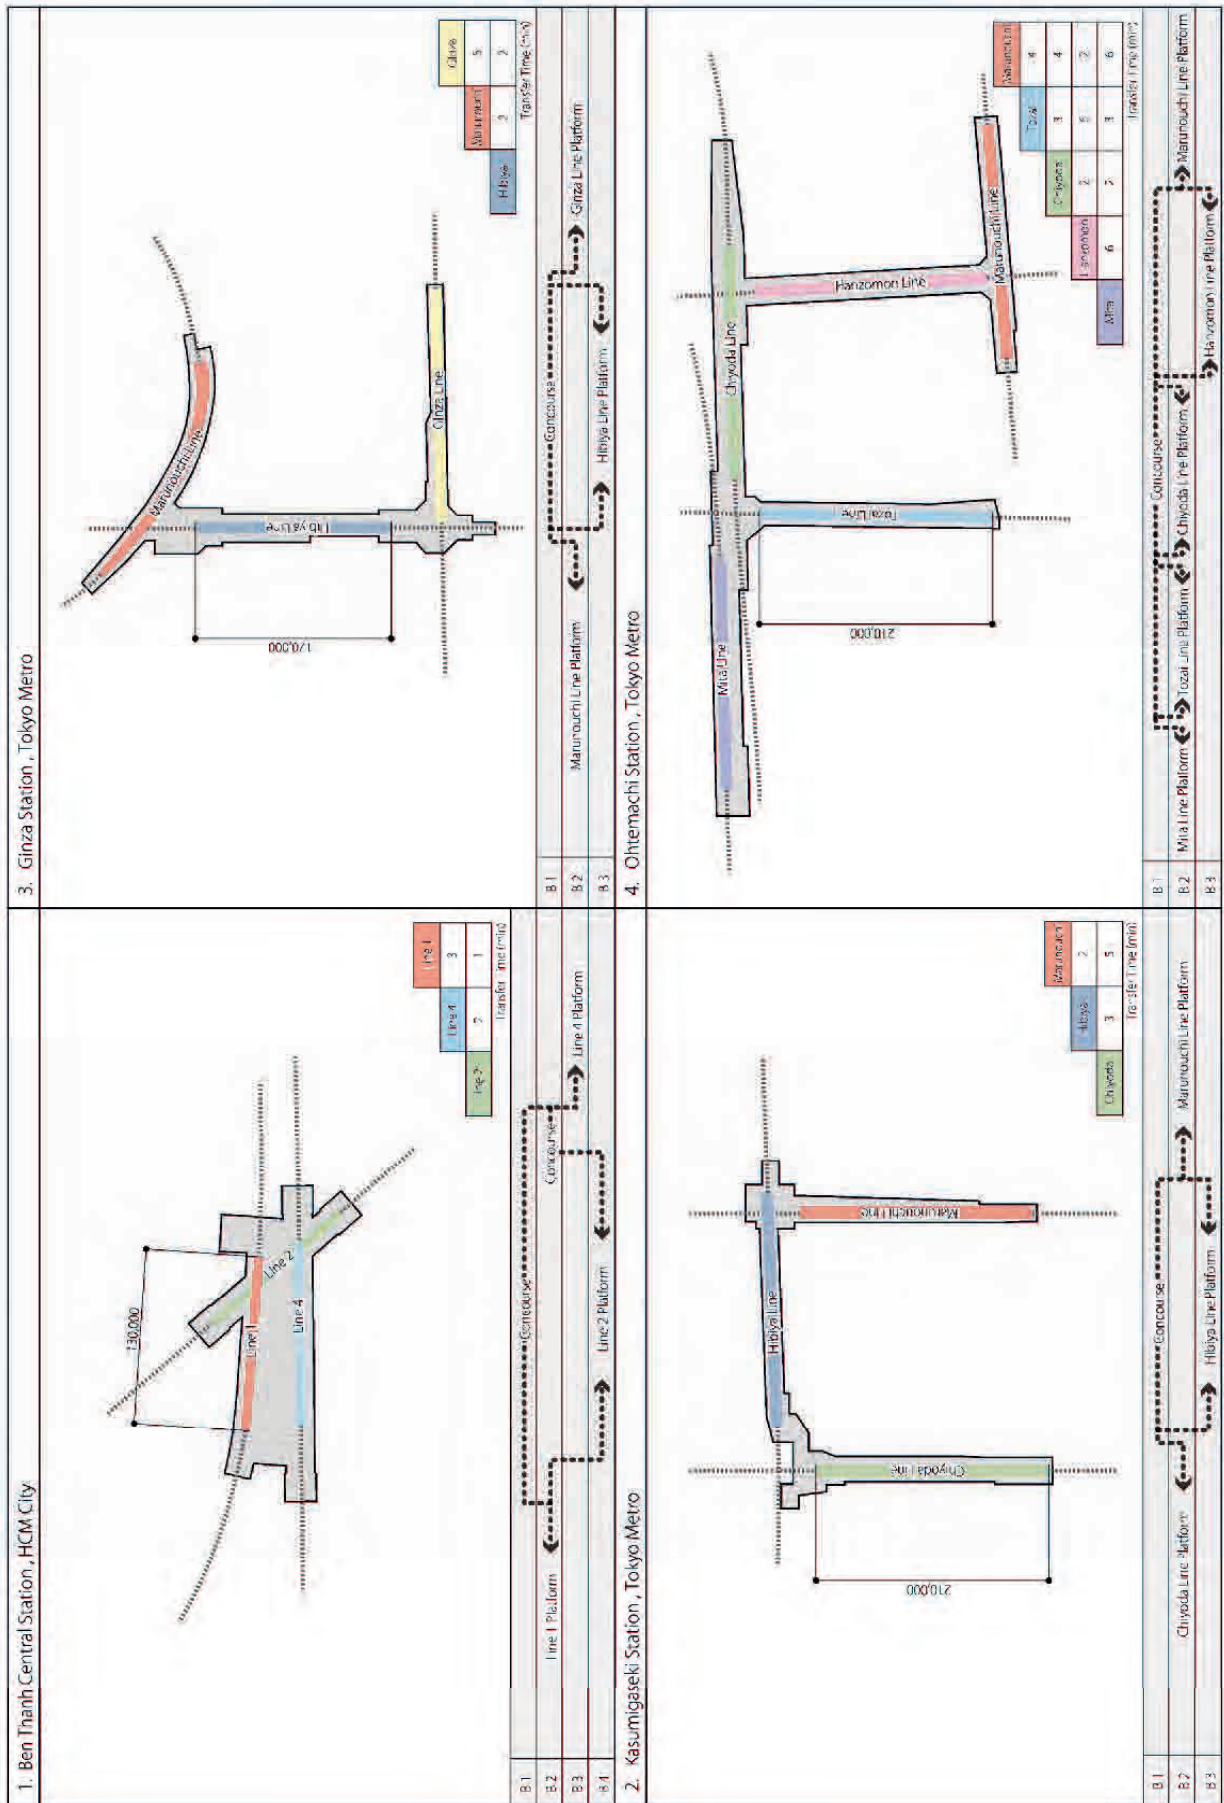 1. Ben Thanh Central Station , HCM City
Line 1
Line 2
Line 4
130,000
Line 1
Line 4
3
Line 2
2
1
Transfer Time (min)
B1
B2
B3
B4
Concourse
Concourse
Line 1 Platform
Line 4 Platform
Line 2 Platform
2. Kasumigaseki Station , Tokyo Metro
Hibiya Line
Marunouchi Line
Chiyoda Line
210,000
Marunouchi
Hibiya
2
Chiyoda
3
5
Transfer Time (min)
B1
B2
B3
Concourse
Chiyoda Line Platform
Marunouchi Line Platform
Hibiya Line Platform
3. Ginza Station , Tokyo Metro
Marunouchi Line
Hibiya Line
Ginza Line
170,000
Ginza
Marunouchi
5
Hibiya
2
2
Transfer Time (min)
B1
B2
B3
Concourse
Marunouchi Line Platform
Ginza Line Platform
Hibiya Line Platform
4. Ohtemachi Station , Tokyo Metro
Mita Line
Chiyoda Line
Tozai Line
Hanzomon Line
Marunouchi Line
210,000
Marunouchi
Tozai
4
Chiyoda
3
4
Hanzomon
2
2
Mita
6
3
6
Transfer Time (min)
B1
B2
B3
Concourse
Mita Line Platform
Tozai Line Platform
Chiyoda Line Platform
Marunouchi Line Platform
Hanzomon Line Platform